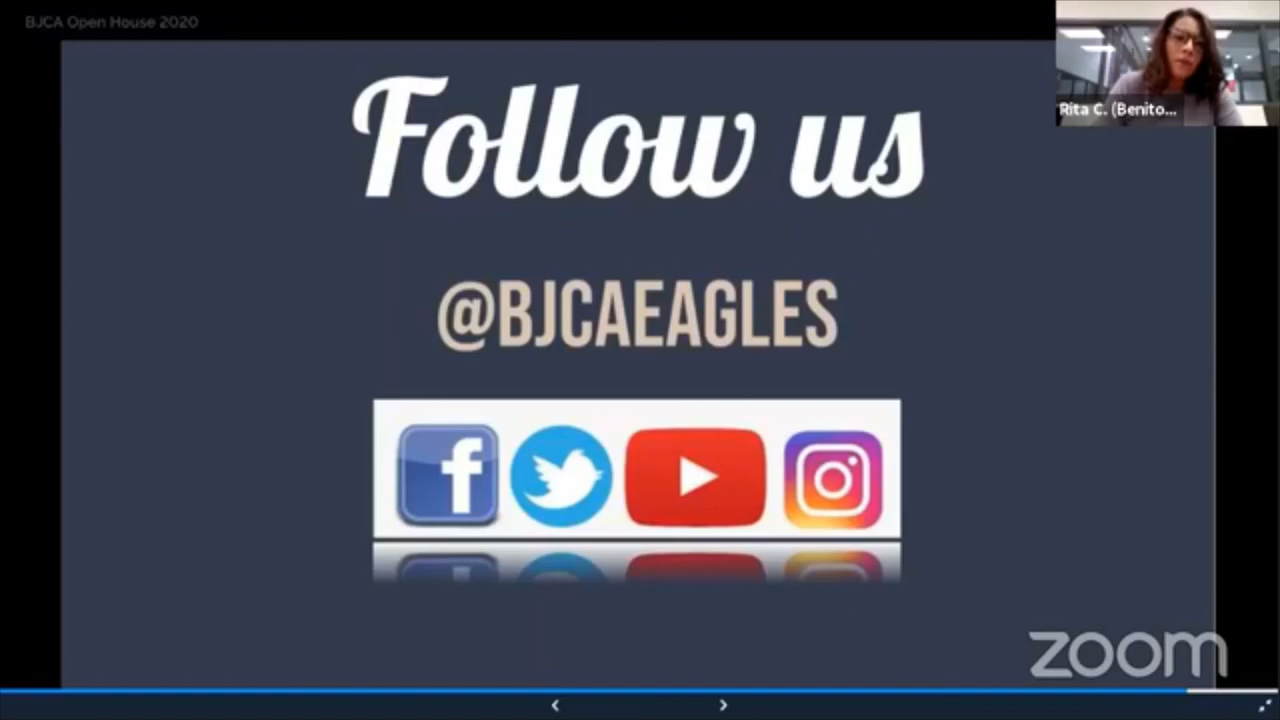 BJCA Open House 2020
Rita C. (Benito...
Follow us
@BJCAEAGLES
zoom